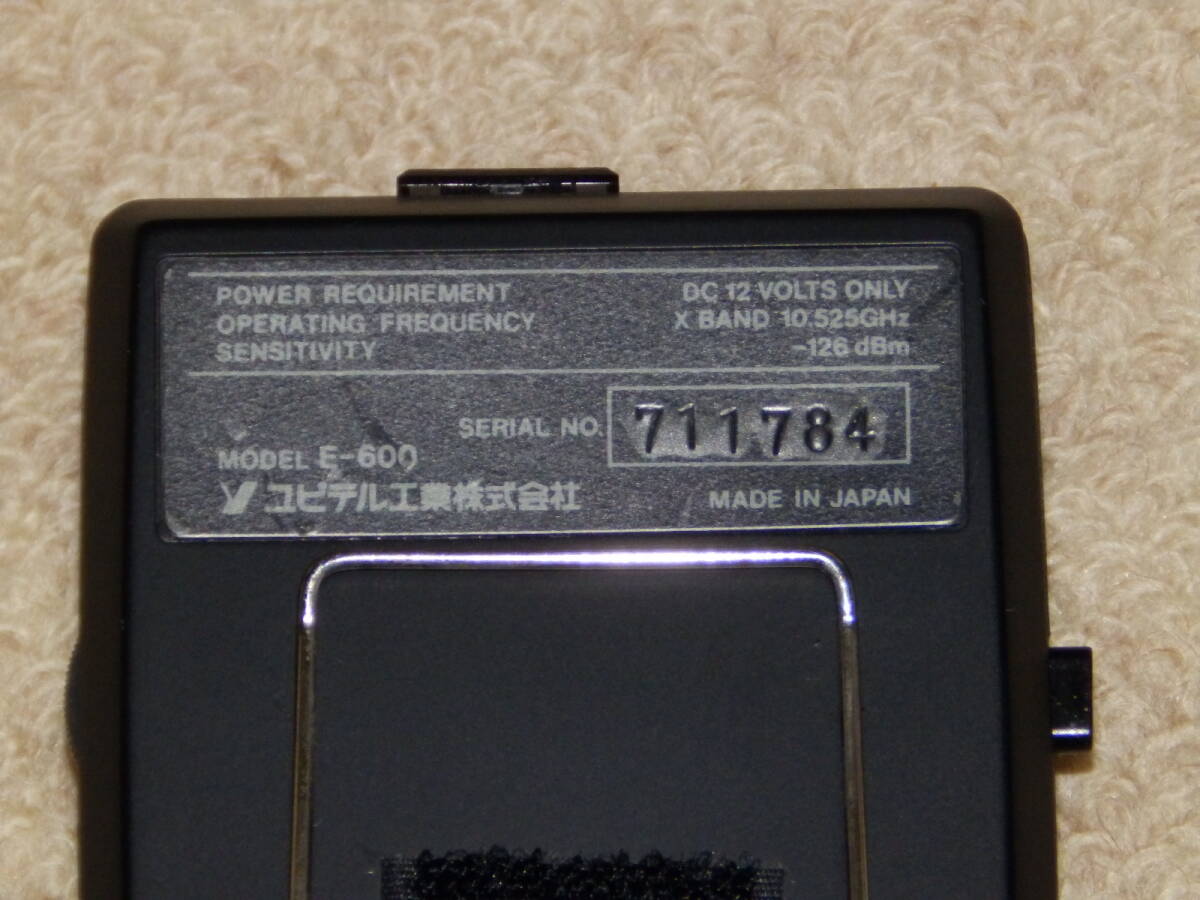 POWER REQUIREMENT DC 12 VOLTS ONLY
OPERATING FREQUENCY X BAND 10.525GHz
SENSITIVITY -126 dBm
SERIAL NO. 711784
MODEL E-600
ユピテル工業株式会社 MADE IN JAPAN